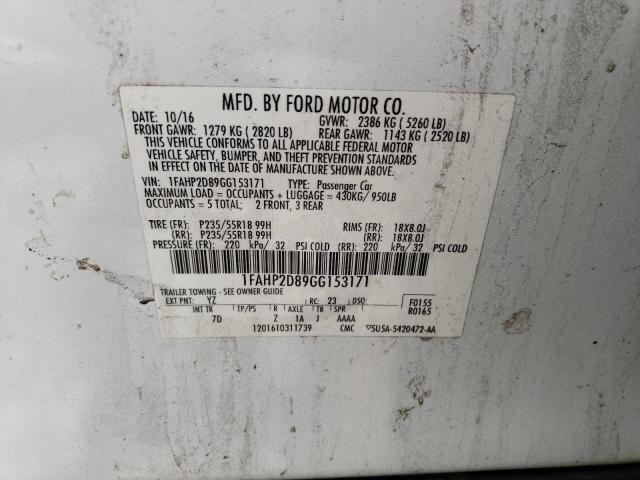 MFD. BY FORD MOTOR CO.
DATE: 10/16 GVWR: 2386 KG ( 5260 LB)
FRONT GAWR: 1279 KG ( 2820 LB) REAR GAWR: 1143 KG ( 2520 LB)
THIS VEHICLE CONFORMS TO ALL APPLICABLE FEDERAL MOTOR
VEHICLE SAFETY, BUMPER, AND THEFT PREVENTION STANDARDS
IN EFFECT ON THE DATE OF MANUFACTURE SHOWN ABOVE.
VIN: 1FAHP2D89GG153171 TYPE: Passenger Car
MAXIMUM LOAD = OCCUPANTS + LUGGAGE = 430KG/ 950LB
OCCUPANTS = 5 TOTAL; 2 FRONT, 3 REAR
TIRE (FR): P235/55R18 99H RIMS (FR): 18X8.0J
(RR): P235/55R18 99H (RR): 18X8.0J
PRESSURE (FR): 220 kPa/ 32 PSI COLD (RR): 220 kPa/ 32 PSI COLD
1FAHP2D89GG153171
TRAILER TOWING - SEE OWNER GUIDE
EXT PNT: YZ RC: 23 DSO: F0155
INT TR TP/PS R AXLE TR SPR R0165
7D Z 1A J AAAA
1201610311739 CMC ▽5U5A-5420472-AA